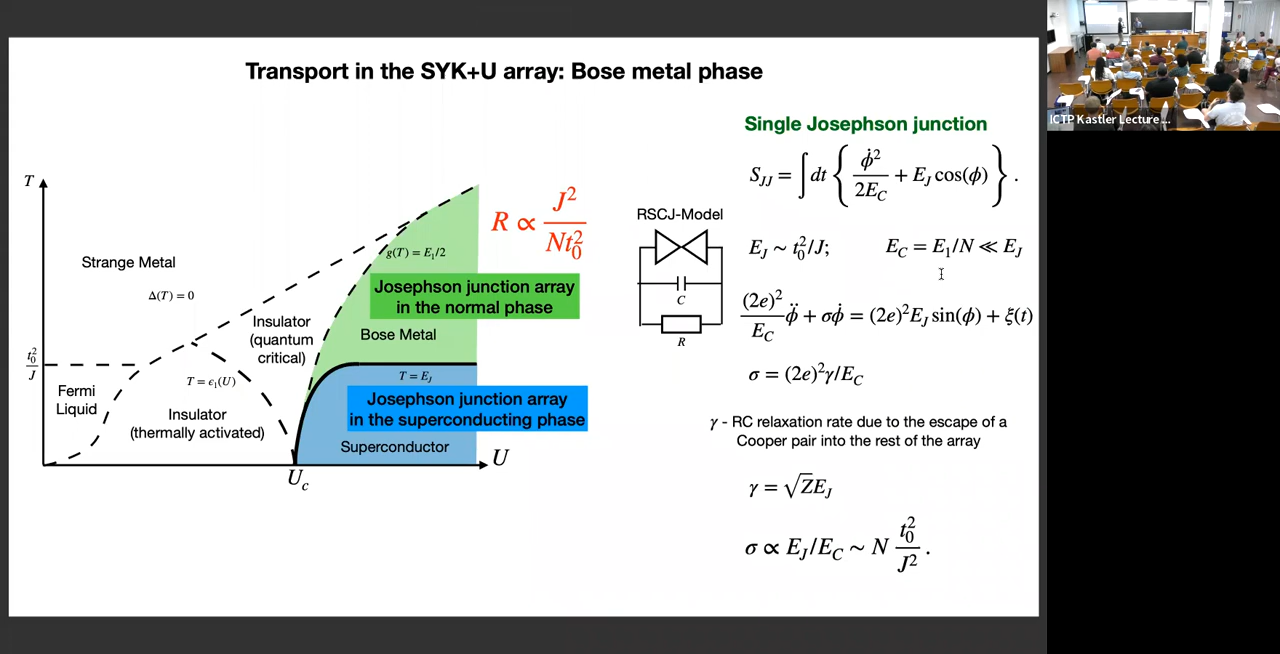 Transport in the SYK+U array: Bose metal phase
ICTP Kastler Lecture ...
T
Strange Metal
Δ(T) = 0
t₀²/J
Fermi
Liquid
T = ϵ₁(U)
Insulator
(thermally activated)
Insulator
(quantum
critical)
g(T) = E₁/2
Josephson junction array
in the normal phase
Bose Metal
T = E_J
Josephson junction array
in the superconducting phase
Superconductor
U
U_c
R ∝ J²/(Nt₀²)
RSCJ-Model
C
R
Single Josephson junction
S_JJ = ∫dt { φ̇²/(2E_C) + E_J cos(φ) } .
E_J ~ t₀²/J; E_C = E₁/N ≪ E_J
(2e)²/E_C φ̈ + σφ̇ = (2e)²E_J sin(φ) + ξ(t)
σ = (2e)²γ/E_C
γ - RC relaxation rate due to the escape of a
Cooper pair into the rest of the array
γ = √Z E_J
σ ∝ E_J/E_C ~ N t₀²/J² .